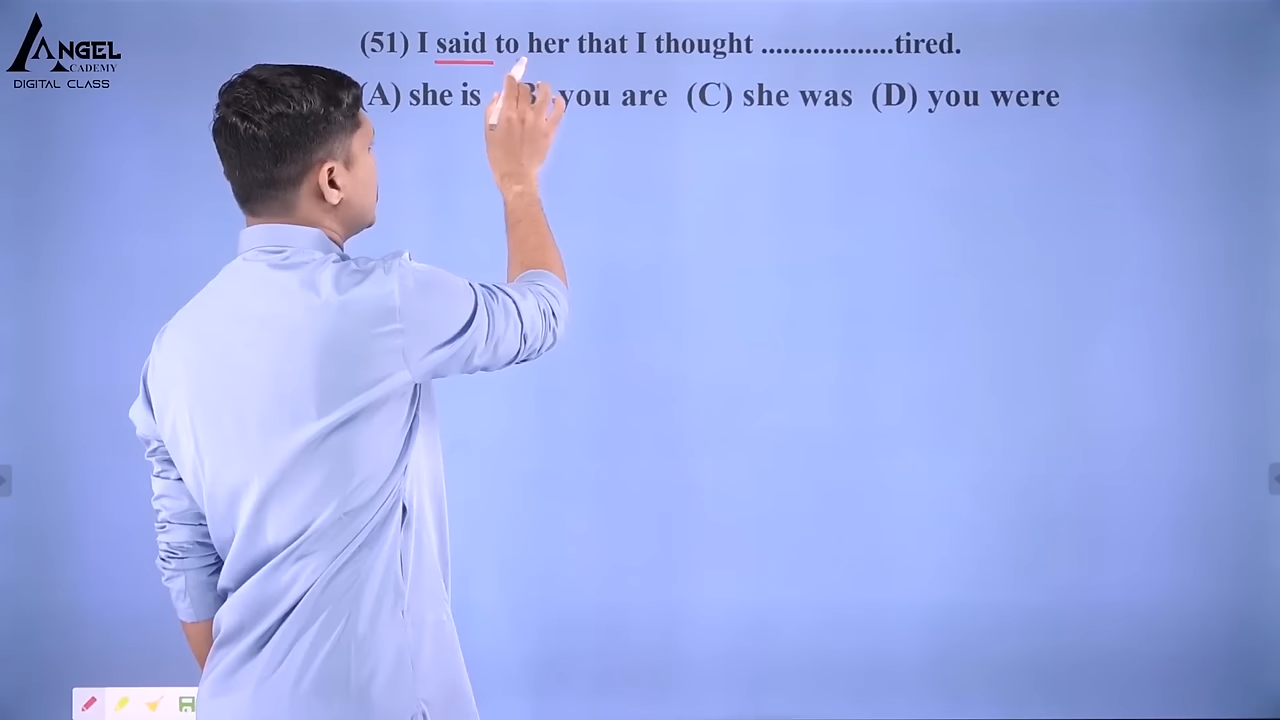 ANGEL
ACADEMY
DIGITAL CLASS
(51) I said to her that I thought ..................tired.
(A) she is (B) you are (C) she was (D) you were